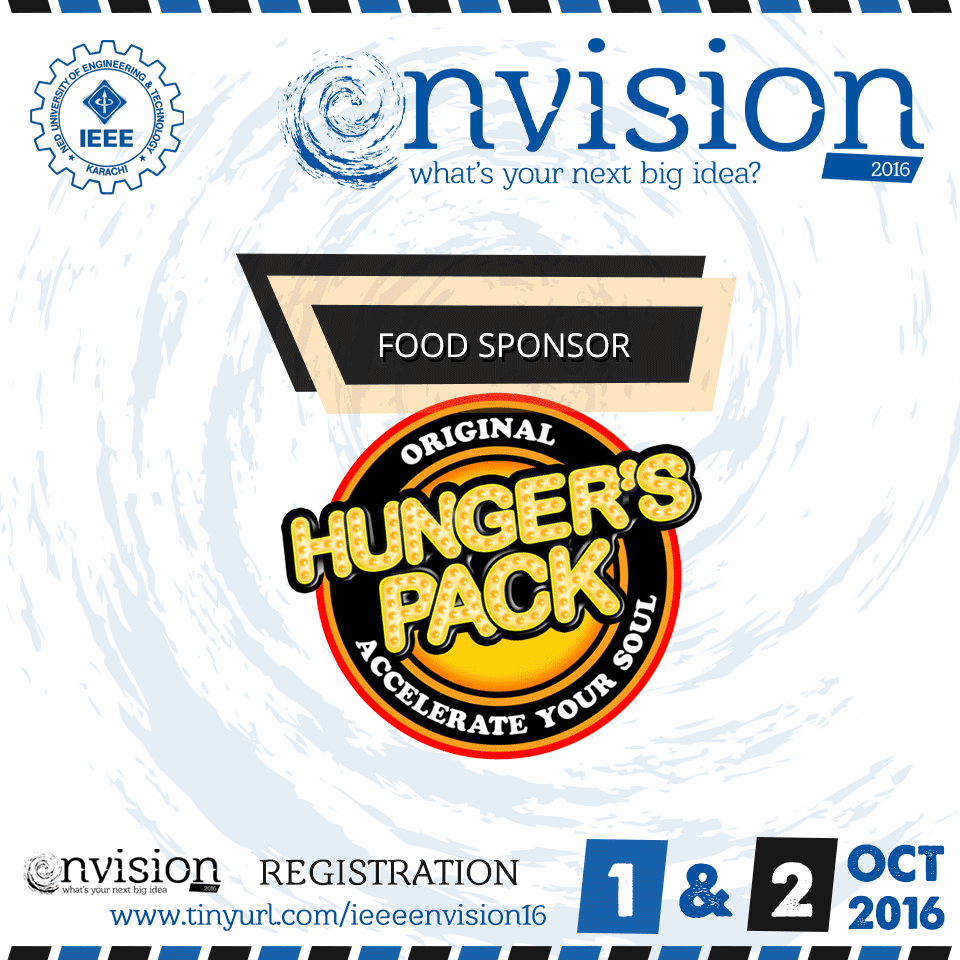 NED UNIVERSITY OF ENGINEERING & TECHNOLOGY
IEEE
KARACHI
envision
what's your next big idea?
2016
FOOD SPONSOR
ORIGINAL
HUNGER'S
PACK
ACCELERATE YOUR SOUL
envision
what's your next big idea
2016
REGISTRATION
www.tinyurl.com/ieeeenvision16
1 & 2
OCT
2016